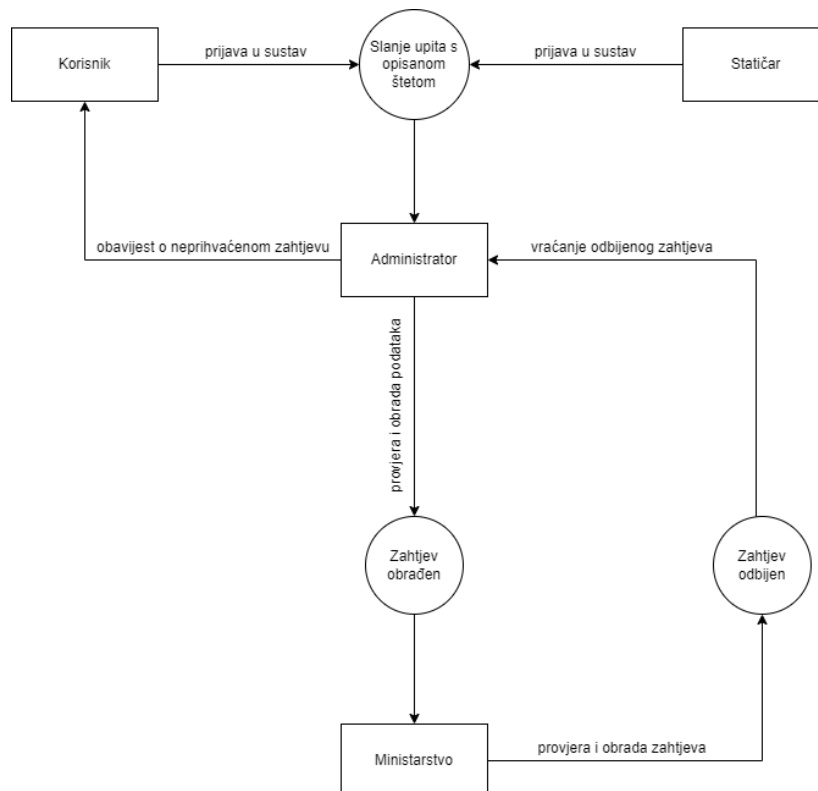 Korisnik
prijava u sustav
Slanje upita s
opisanom
štetom
prijava u sustav
Statičar
obavijest o neprihvaćenom zahtjevu
Administrator
vraćanje odbijenog zahtjeva
provjera i obrada podataka
Zahtjev
obrađen
Zahtjev
odbijen
Ministarstvo
provjera i obrada zahtjeva